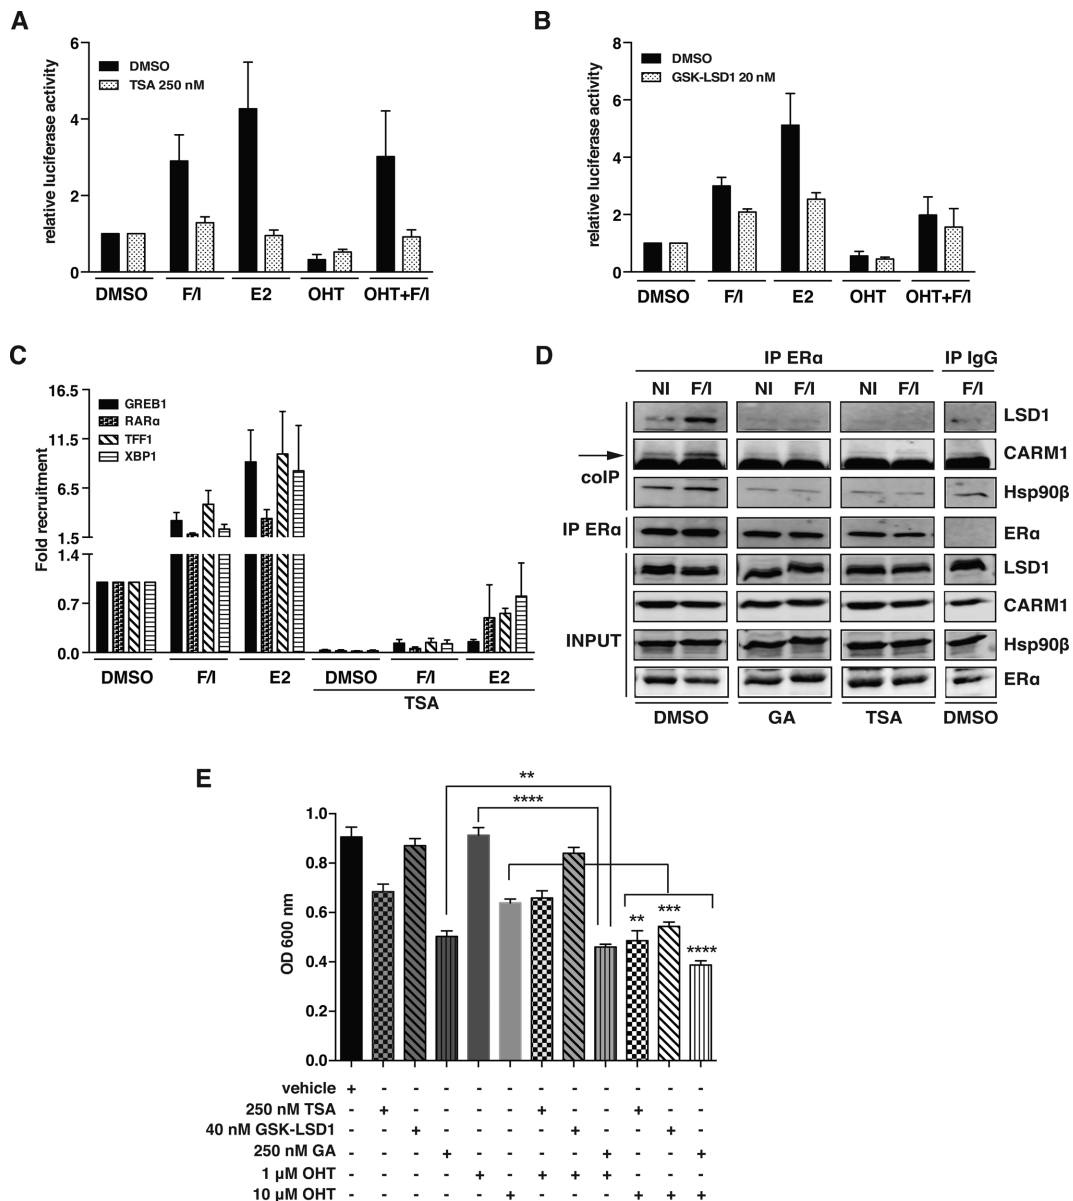 A
relative luciferase activity
6
4
2
0
DMSO
TSA 250 nM
DMSO F/I E2 OHT OHT+F/I
B
relative luciferase activity
8
6
4
2
0
DMSO
GSK-LSD1 20 nM
DMSO F/I E2 OHT OHT+F/I
C
Fold recruitment
16.5
11.5
6.5
1.5
1.4
0.7
0.0
GREB1
RARα
TFF1
XBP1
DMSO F/I E2 DMSO F/I E2
TSA
D
IP ERα IP IgG
NI F/I NI F/I NI F/I F/I
LSD1
CARM1
coIP
Hsp90β
IP ERα
ERα
LSD1
CARM1
INPUT
Hsp90β
ERα
DMSO GA TSA DMSO
E
OD 600 nm
1.0
0.8
0.6
0.4
0.2
0.0
**
****
**
***
****
vehicle + - - - - - - - - - - -
250 nM TSA - + - - - - + - - + - -
40 nM GSK-LSD1 - - + - - - - + - - + -
250 nM GA - - - + - - - - + - - +
1 µM OHT - - - - + - + + + - - -
10 µM OHT - - - - - + - - - + + +